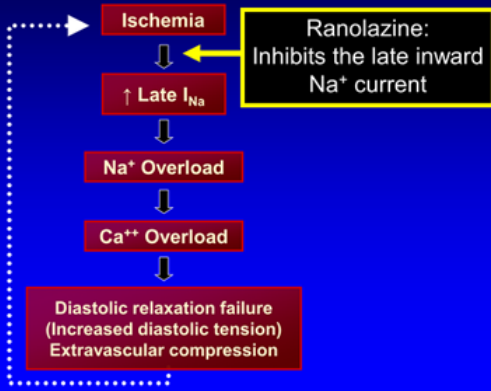 Ischemia
Ranolazine:
Inhibits the late inward
Na⁺ current
↑ Late I_Na
Na⁺ Overload
Ca⁺⁺ Overload
Diastolic relaxation failure
(Increased diastolic tension)
Extravascular compression